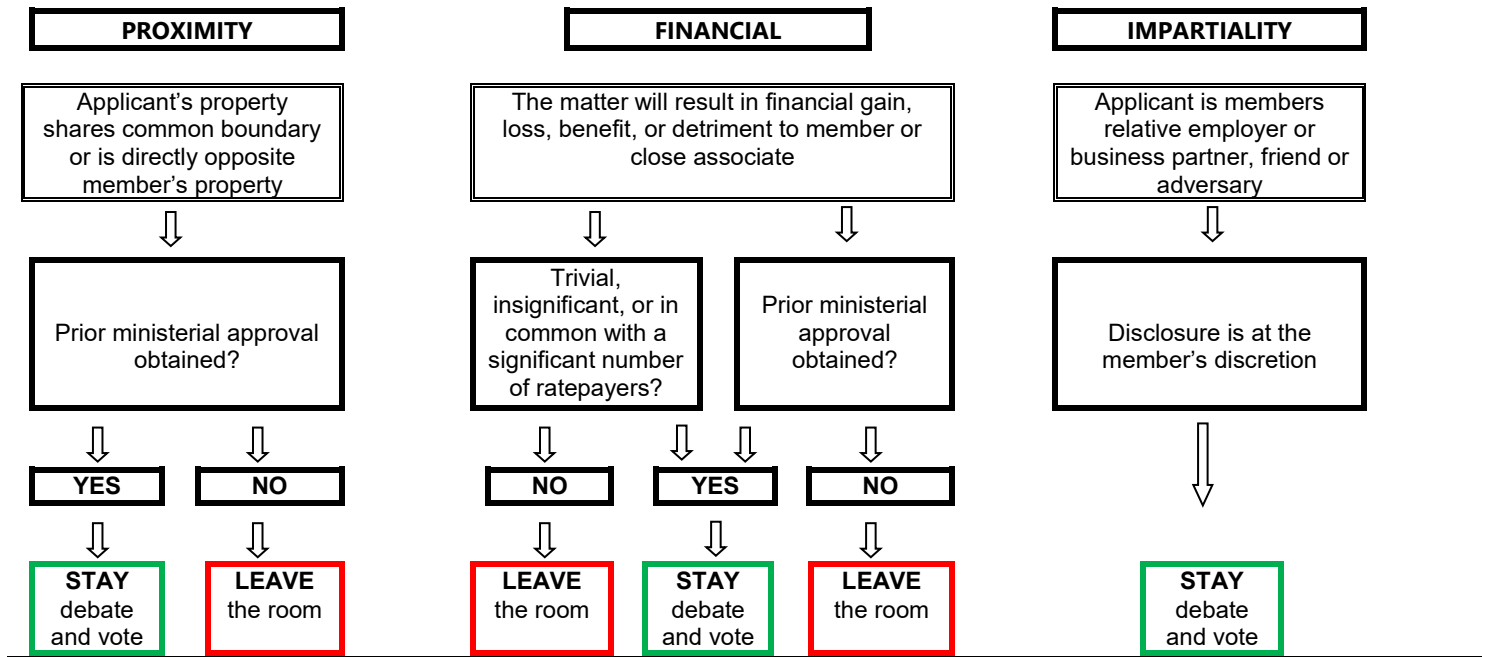 PROXIMITY
FINANCIAL
IMPARTIALITY
Applicant’s property
shares common boundary
or is directly opposite
member’s property
The matter will result in financial gain,
loss, benefit, or detriment to member or
close associate
Applicant is members
relative employer or
business partner, friend or
adversary
Prior ministerial approval
obtained?
Trivial,
insignificant, or in
common with a
significant number
of ratepayers?
Prior ministerial
approval
obtained?
Disclosure is at the
member’s discretion
YES
NO
NO
YES
NO
STAY
debate
and vote
LEAVE
the room
LEAVE
the room
STAY
debate
and vote
LEAVE
the room
STAY
debate
and vote